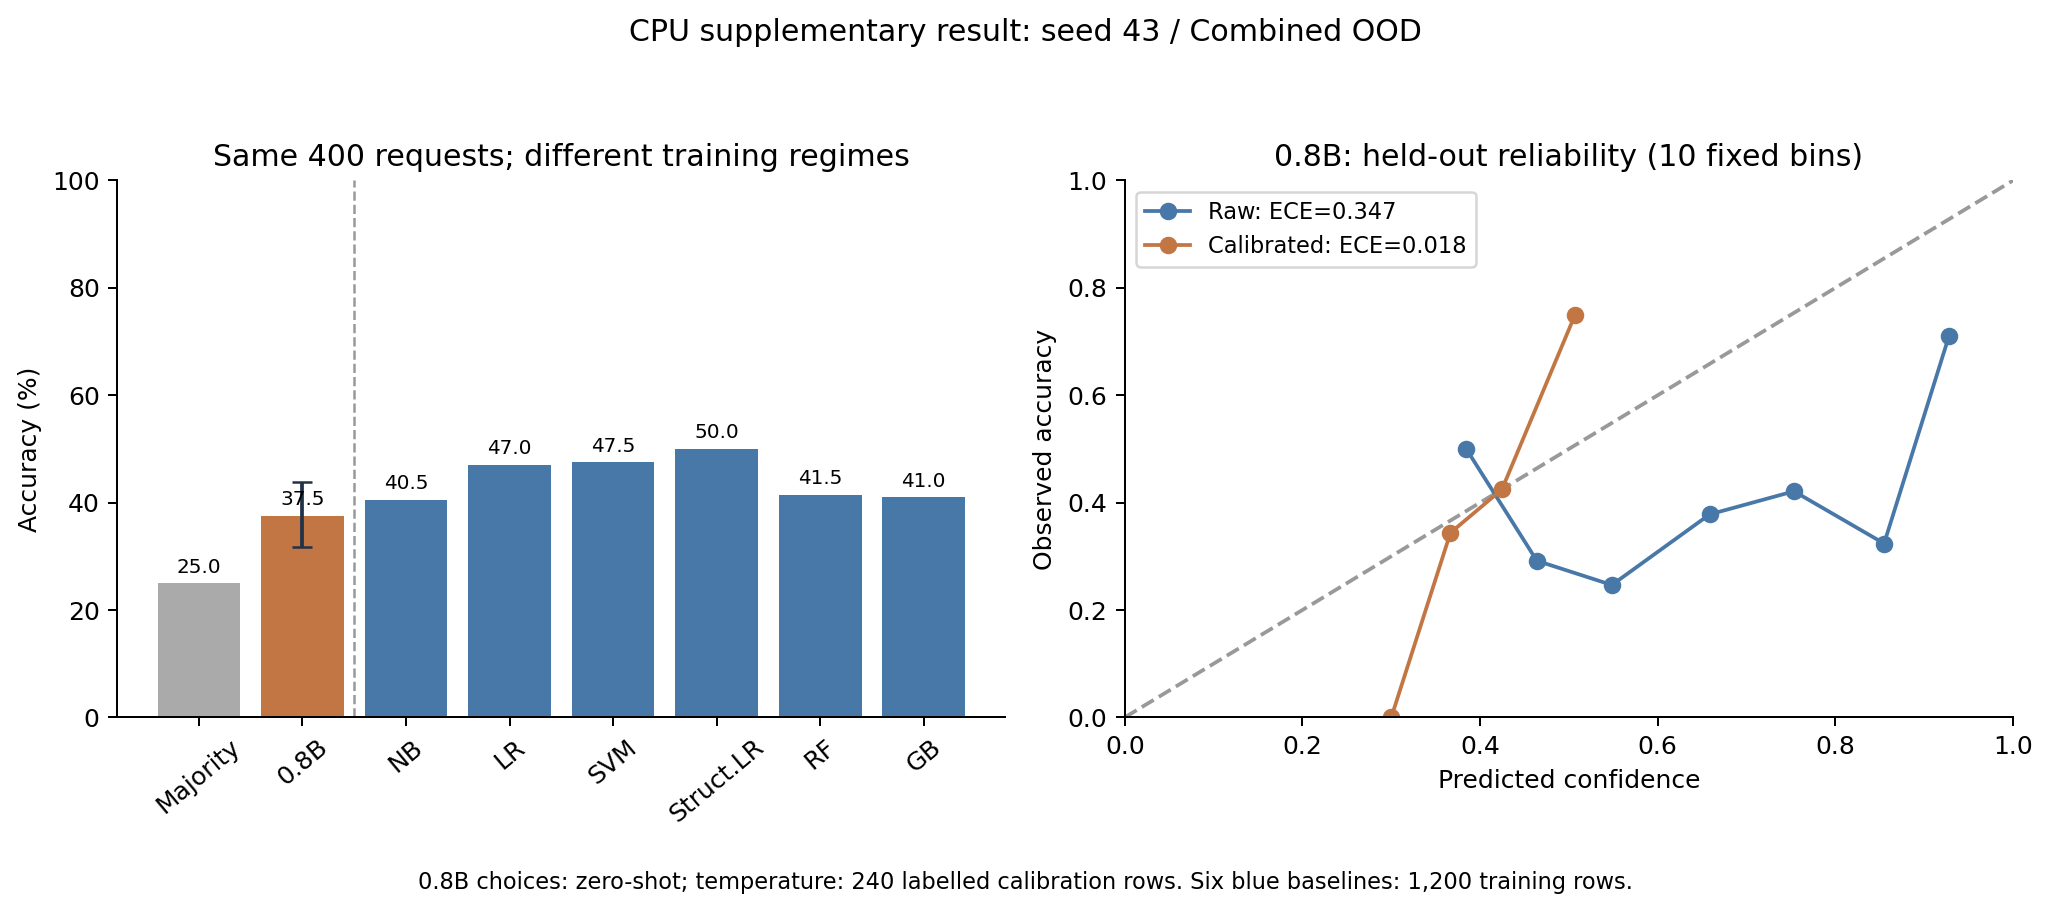 CPU supplementary result: seed 43 / Combined OOD
Same 400 requests; different training regimes
Accuracy (%)
100
80
60
40
20
0
25.0
37.5
40.5
47.0
47.5
50.0
41.5
41.0
Majority
0.8B
NB
LR
SVM
Struct.LR
RF
GB
0.8B: held-out reliability (10 fixed bins)
Raw: ECE=0.347
Calibrated: ECE=0.018
Observed accuracy
1.0
0.8
0.6
0.4
0.2
0.0
0.0
0.2
0.4
0.6
0.8
1.0
Predicted confidence
0.8B choices: zero-shot; temperature: 240 labelled calibration rows. Six blue baselines: 1,200 training rows.